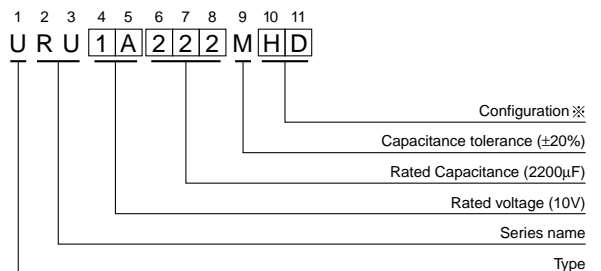 1 2 3 4 5 6 7 8 9 10 11
U R U 1 A 2 2 2 M H D
Configuration ※
Capacitance tolerance (±20%)
Rated Capacitance (2200µF)
Rated voltage (10V)
Series name
Type